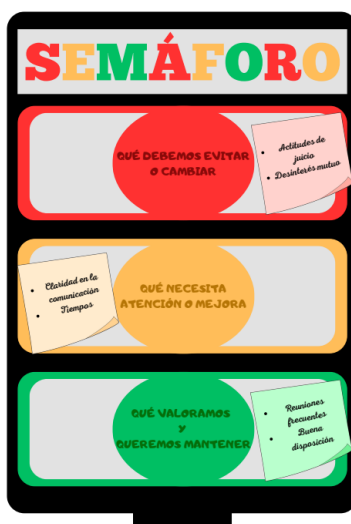 SEMÁFORO
QUÉ DEBEMOS EVITAR
O CAMBIAR
Actitudes de
juicio
Desinterés mutuo
Claridad en la
comunicación
Tiempos
QUÉ NECESITA
ATENCIÓN O MEJORA
QUÉ VALORAMOS
Y
QUEREMOS MANTENER
Reuniones
frecuentes
Buena
disposición